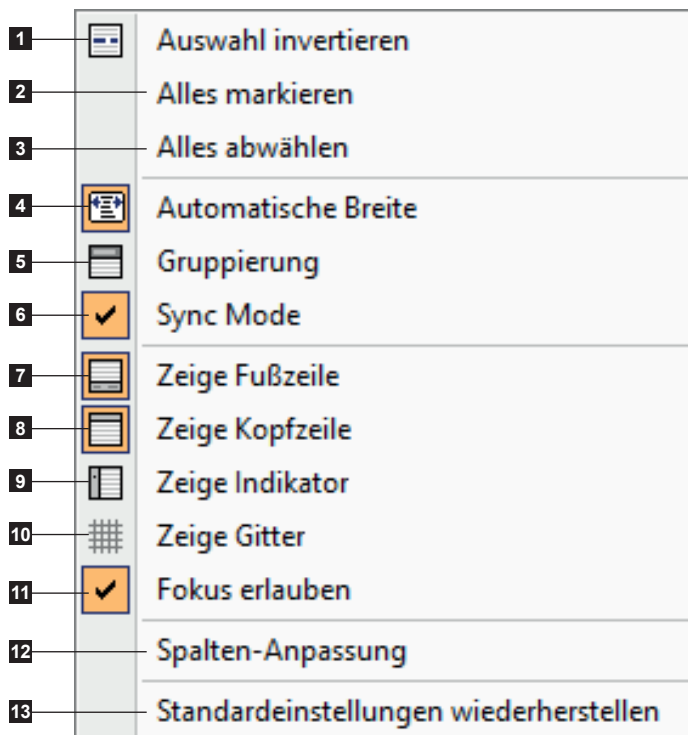 1 Auswahl invertieren
2 Alles markieren
3 Alles abwählen
4 Automatische Breite
5 Gruppierung
6 Sync Mode
7 Zeige Fußzeile
8 Zeige Kopfzeile
9 Zeige Indikator
10 Zeige Gitter
11 Fokus erlauben
12 Spalten-Anpassung
13 Standardeinstellungen wiederherstellen